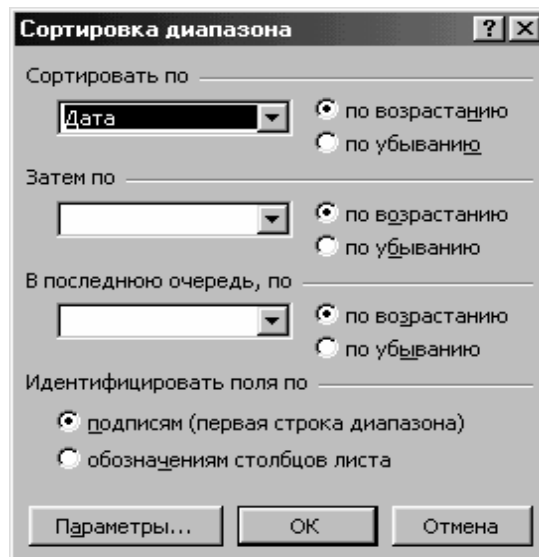 Сортировка диапазона
Сортировать по
Дата
по возрастанию
по убыванию
Затем по
по возрастанию
по убыванию
В последнюю очередь, по
по возрастанию
по убыванию
Идентифицировать поля по
подписям (первая строка диапазона)
обозначениям столбцов листа
Параметры... ОК Отмена